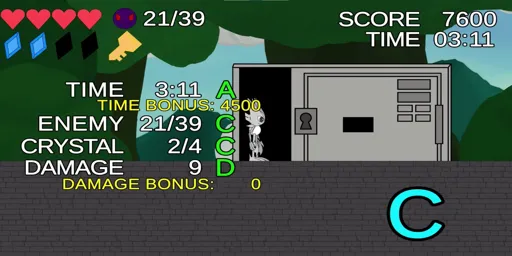 21/39
SCORE 7600
TIME 03:11
TIME 3:11 A
TIME BONUS: 4500
ENEMY 21/39 C
CRYSTAL 2/4 C
DAMAGE 9 D
DAMAGE BONUS: 0
C